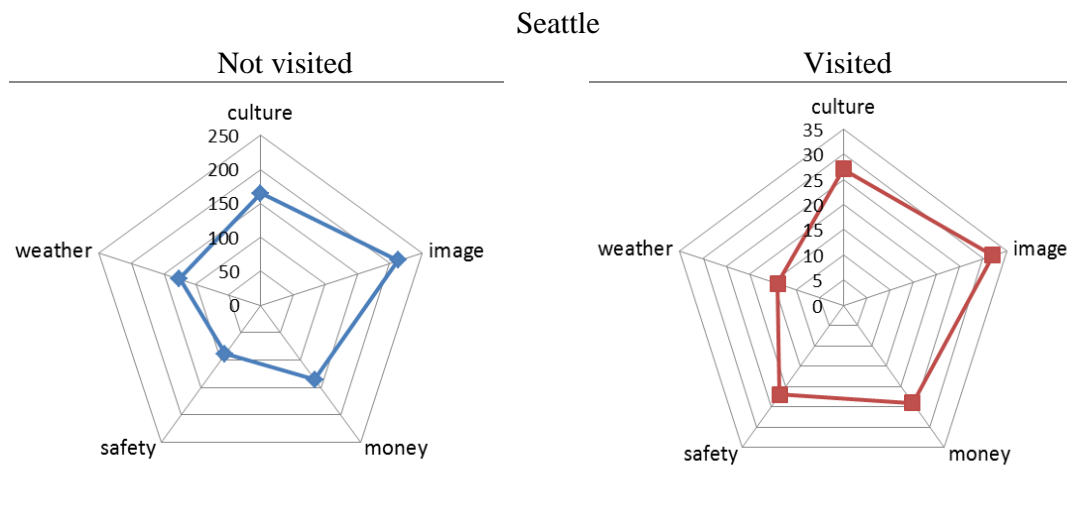 Seattle
Not visited
Visited
culture
250
200
150
100
50
0
weather
image
safety
money
culture
35
30
25
20
15
10
5
0
weather
image
safety
money